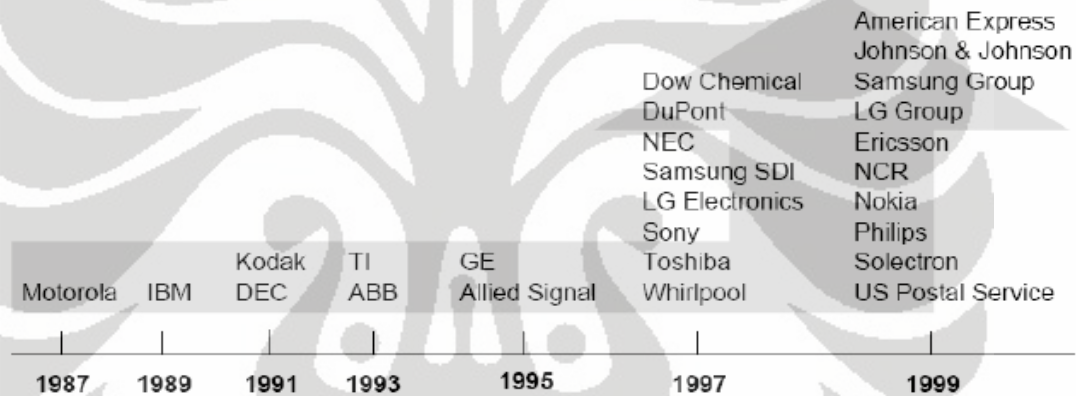 American Express
Johnson & Johnson
Dow Chemical Samsung Group
DuPont LG Group
NEC Ericsson
Samsung SDI NCR
LG Electronics Nokia
Sony Philips
Kodak TI GE Toshiba Solectron
Motorola IBM DEC ABB Allied Signal Whirlpool US Postal Service
1987 1989 1991 1993 1995 1997 1999